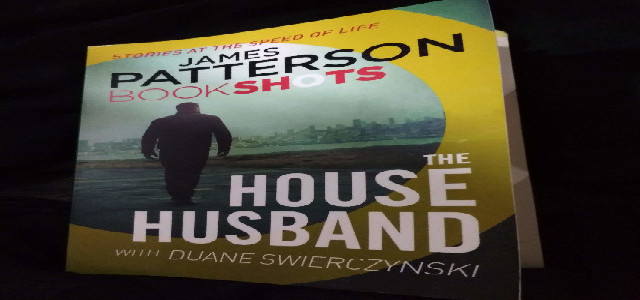 STORIES AT THE SPEED OF LIFE
JAMES
PATTERSON
BOOKSHOTS
THE
HOUSE
HUSBAND
WITH DUANE SWIERCZYNSKI